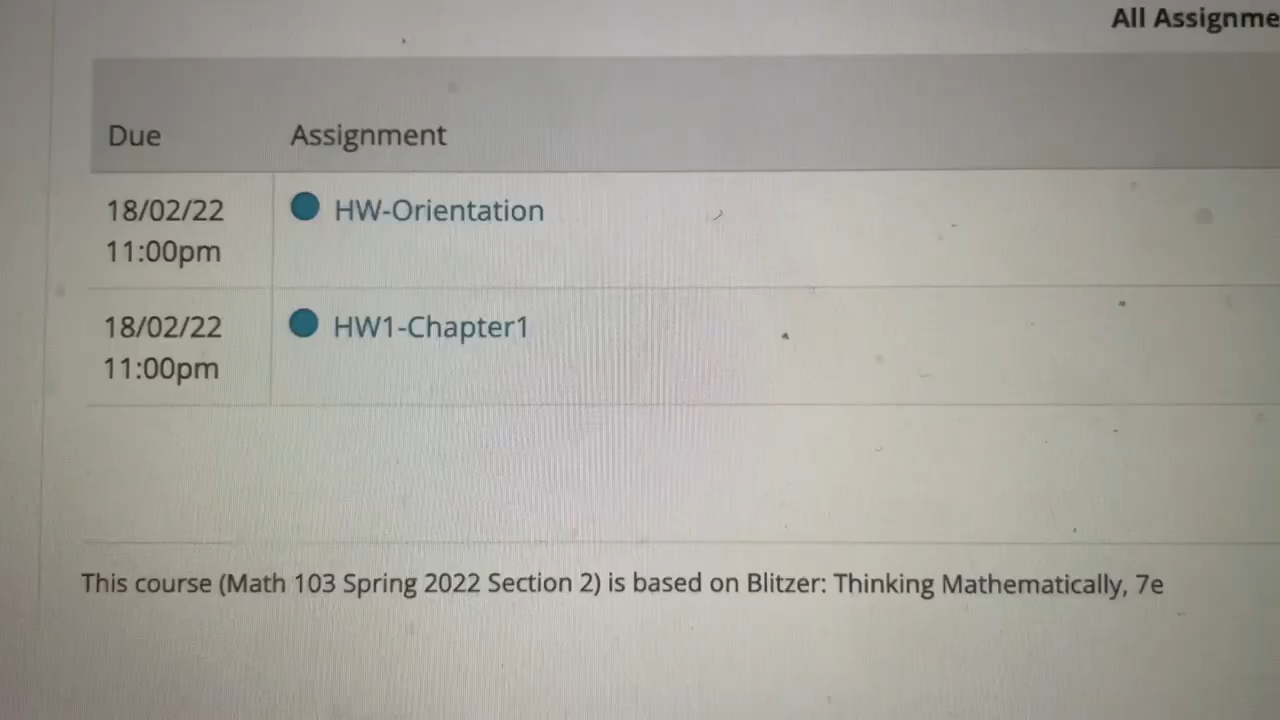 All Assignme
Due Assignment
18/02/22 HW-Orientation
11:00pm
18/02/22 HW1-Chapter1
11:00pm
This course (Math 103 Spring 2022 Section 2) is based on Blitzer: Thinking Mathematically, 7e